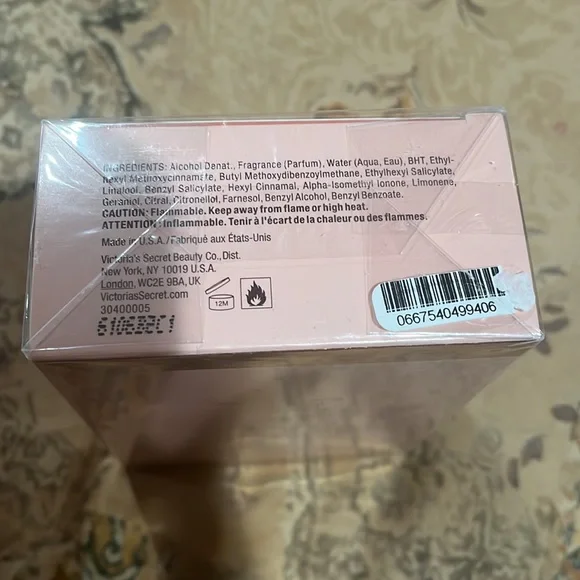 INGREDIENTS: Alcohol Denat., Fragrance (Parfum), Water (Aqua, Eau), BHT, Ethyl-
hexyl Methoxycinnamate, Butyl Methoxydibenzoylmethane, Ethylhexyl Salicylate,
Linalool, Benzyl Salicylate, Hexyl Cinnamal, Alpha-Isomethyl Ionone, Limonene,
Geraniol, Citral, Citronellol, Farnesol, Benzyl Alcohol, Benzyl Benzoate.
CAUTION: Flammable. Keep away from flame or high heat.
ATTENTION : Inflammable. Tenir à l'écart de la chaleur ou des flammes.
Made in U.S.A./Fabriqué aux États-Unis
Victoria's Secret Beauty Co., Dist.
New York, NY 10019 U.S.A.
London, WC2E 9BA, UK
VictoriasSecret.com
30400005
12M
0667540499406